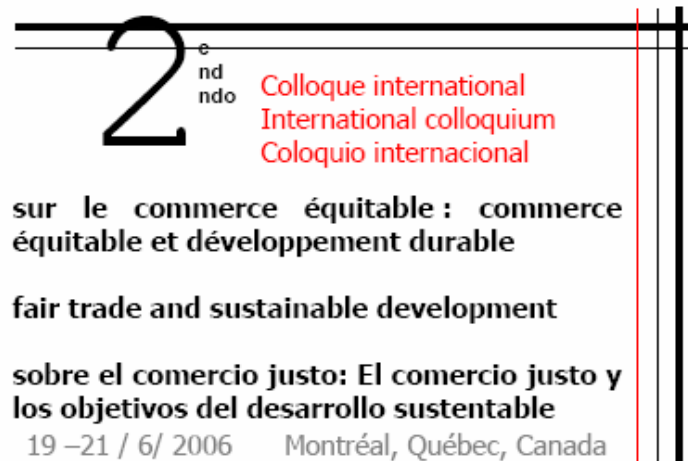 2
e
nd
ndo
Colloque international
International colloquium
Coloquio internacional
sur le commerce équitable : commerce
équitable et développement durable
fair trade and sustainable development
sobre el comercio justo: El comercio justo y
los objetivos del desarrollo sustentable
19 –21 / 6/ 2006 Montréal, Québec, Canada